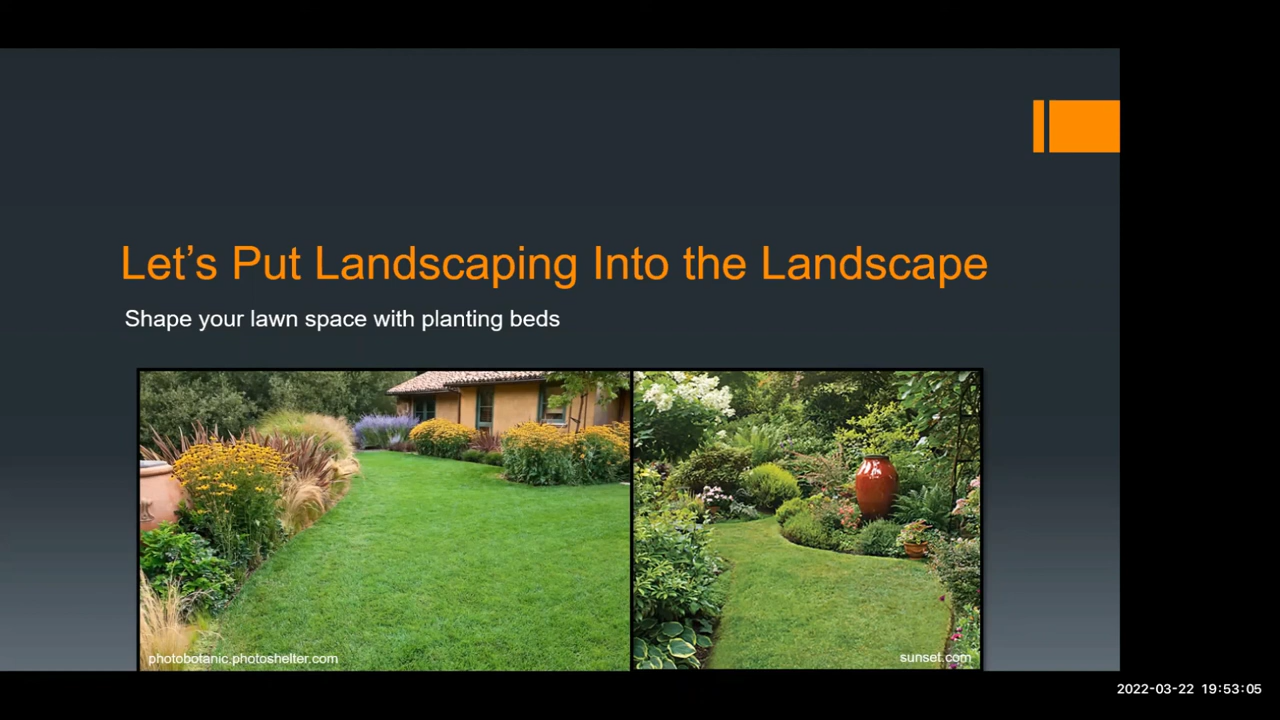 Let’s Put Landscaping Into the Landscape
Shape your lawn space with planting beds
photobotanic.photoshelter.com
sunset.com
2022-03-22 19:53:05